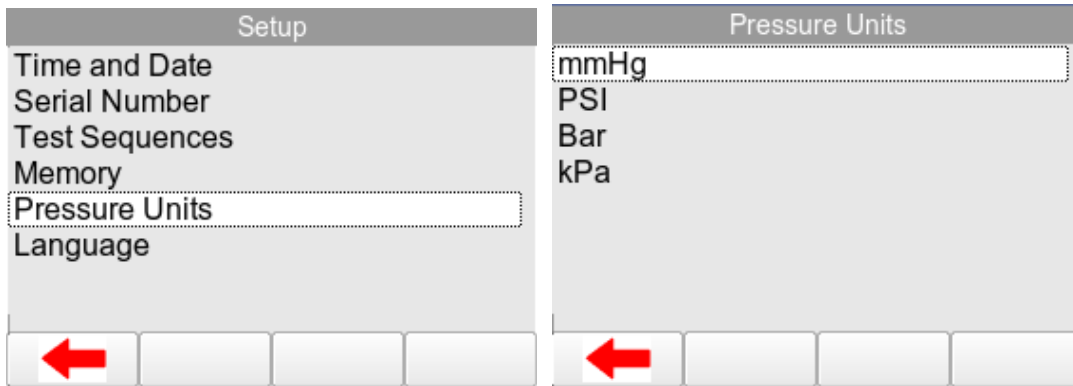 Setup
Time and Date
Serial Number
Test Sequences
Memory
Pressure Units
Language
Pressure Units
mmHg
PSI
Bar
kPa